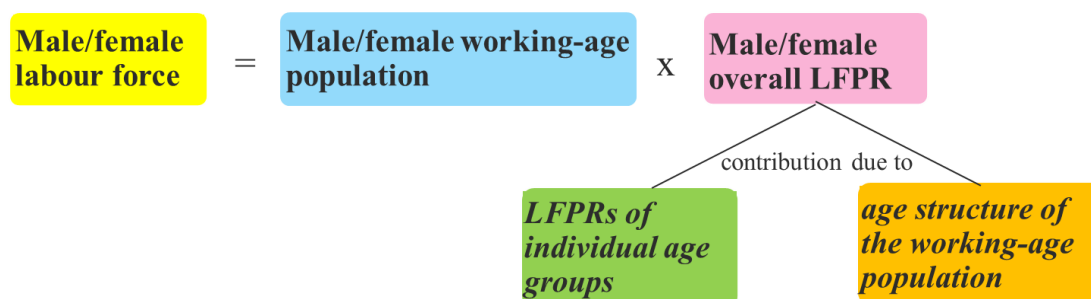 Male/female
labour force
=
Male/female working-age
population
x
Male/female
overall LFPR
contribution due to
LFPRs of
individual age
groups
age structure of
the working-age
population